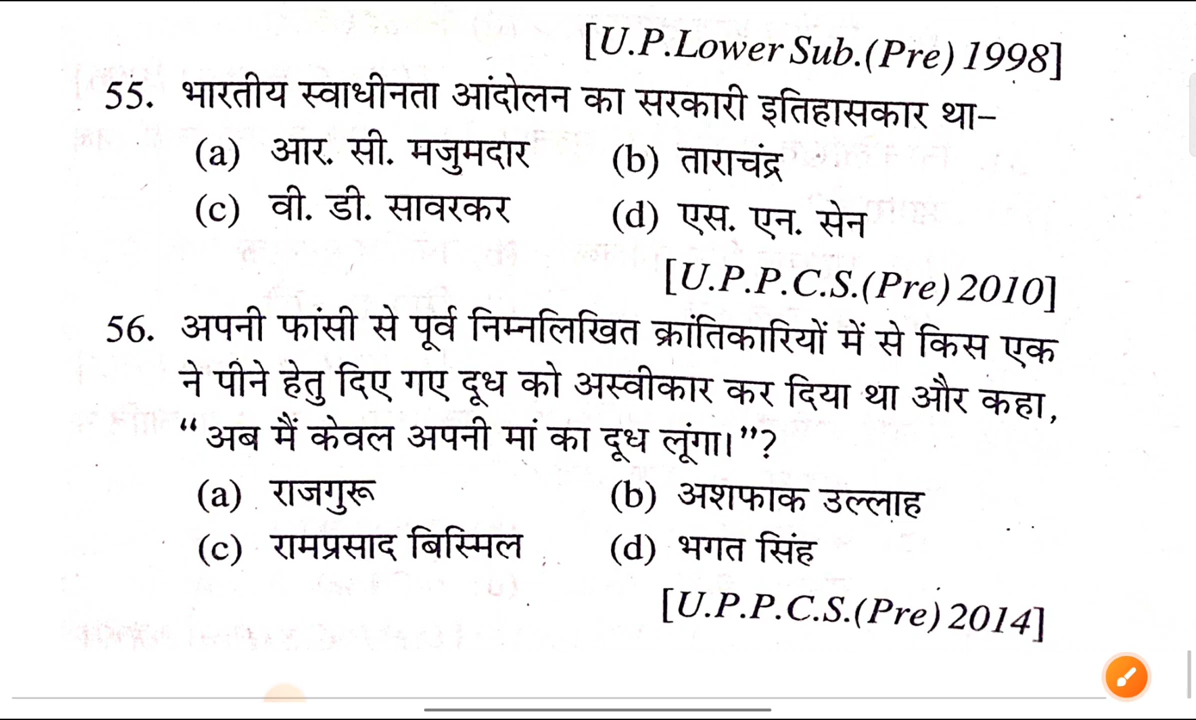 [U.P.Lower Sub.(Pre) 1998]
55. भारतीय स्वाधीनता आंदोलन का सरकारी इतिहासकार था–
(a) आर. सी. मजुमदार (b) ताराचंद्र
(c) वी. डी. सावरकर (d) एस. एन. सेन
[U.P.P.C.S.(Pre) 2010]
56. अपनी फांसी से पूर्व निम्नलिखित क्रांतिकारियों में से किस एक
ने पीने हेतु दिए गए दूध को अस्वीकार कर दिया था और कहा,
“अब मैं केवल अपनी मां का दूध लूंगा।”?
(a) राजगुरू (b) अशफाक उल्लाह
(c) रामप्रसाद बिस्मिल (d) भगत सिंह
[U.P.P.C.S.(Pre) 2014]